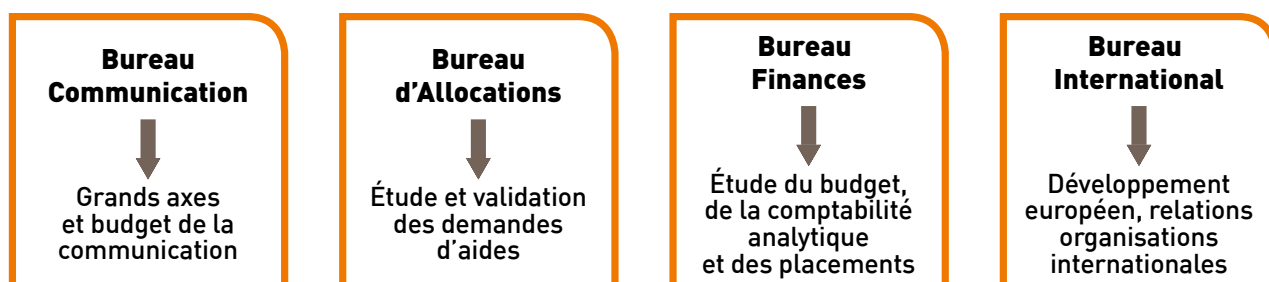 Bureau
Communication
Grands axes
et budget de la
communication
Bureau
d'Allocations
Étude et validation
des demandes
d'aides
Bureau
Finances
Étude du budget,
de la comptabilité
analytique
et des placements
Bureau
International
Développement
européen, relations
organisations
internationales